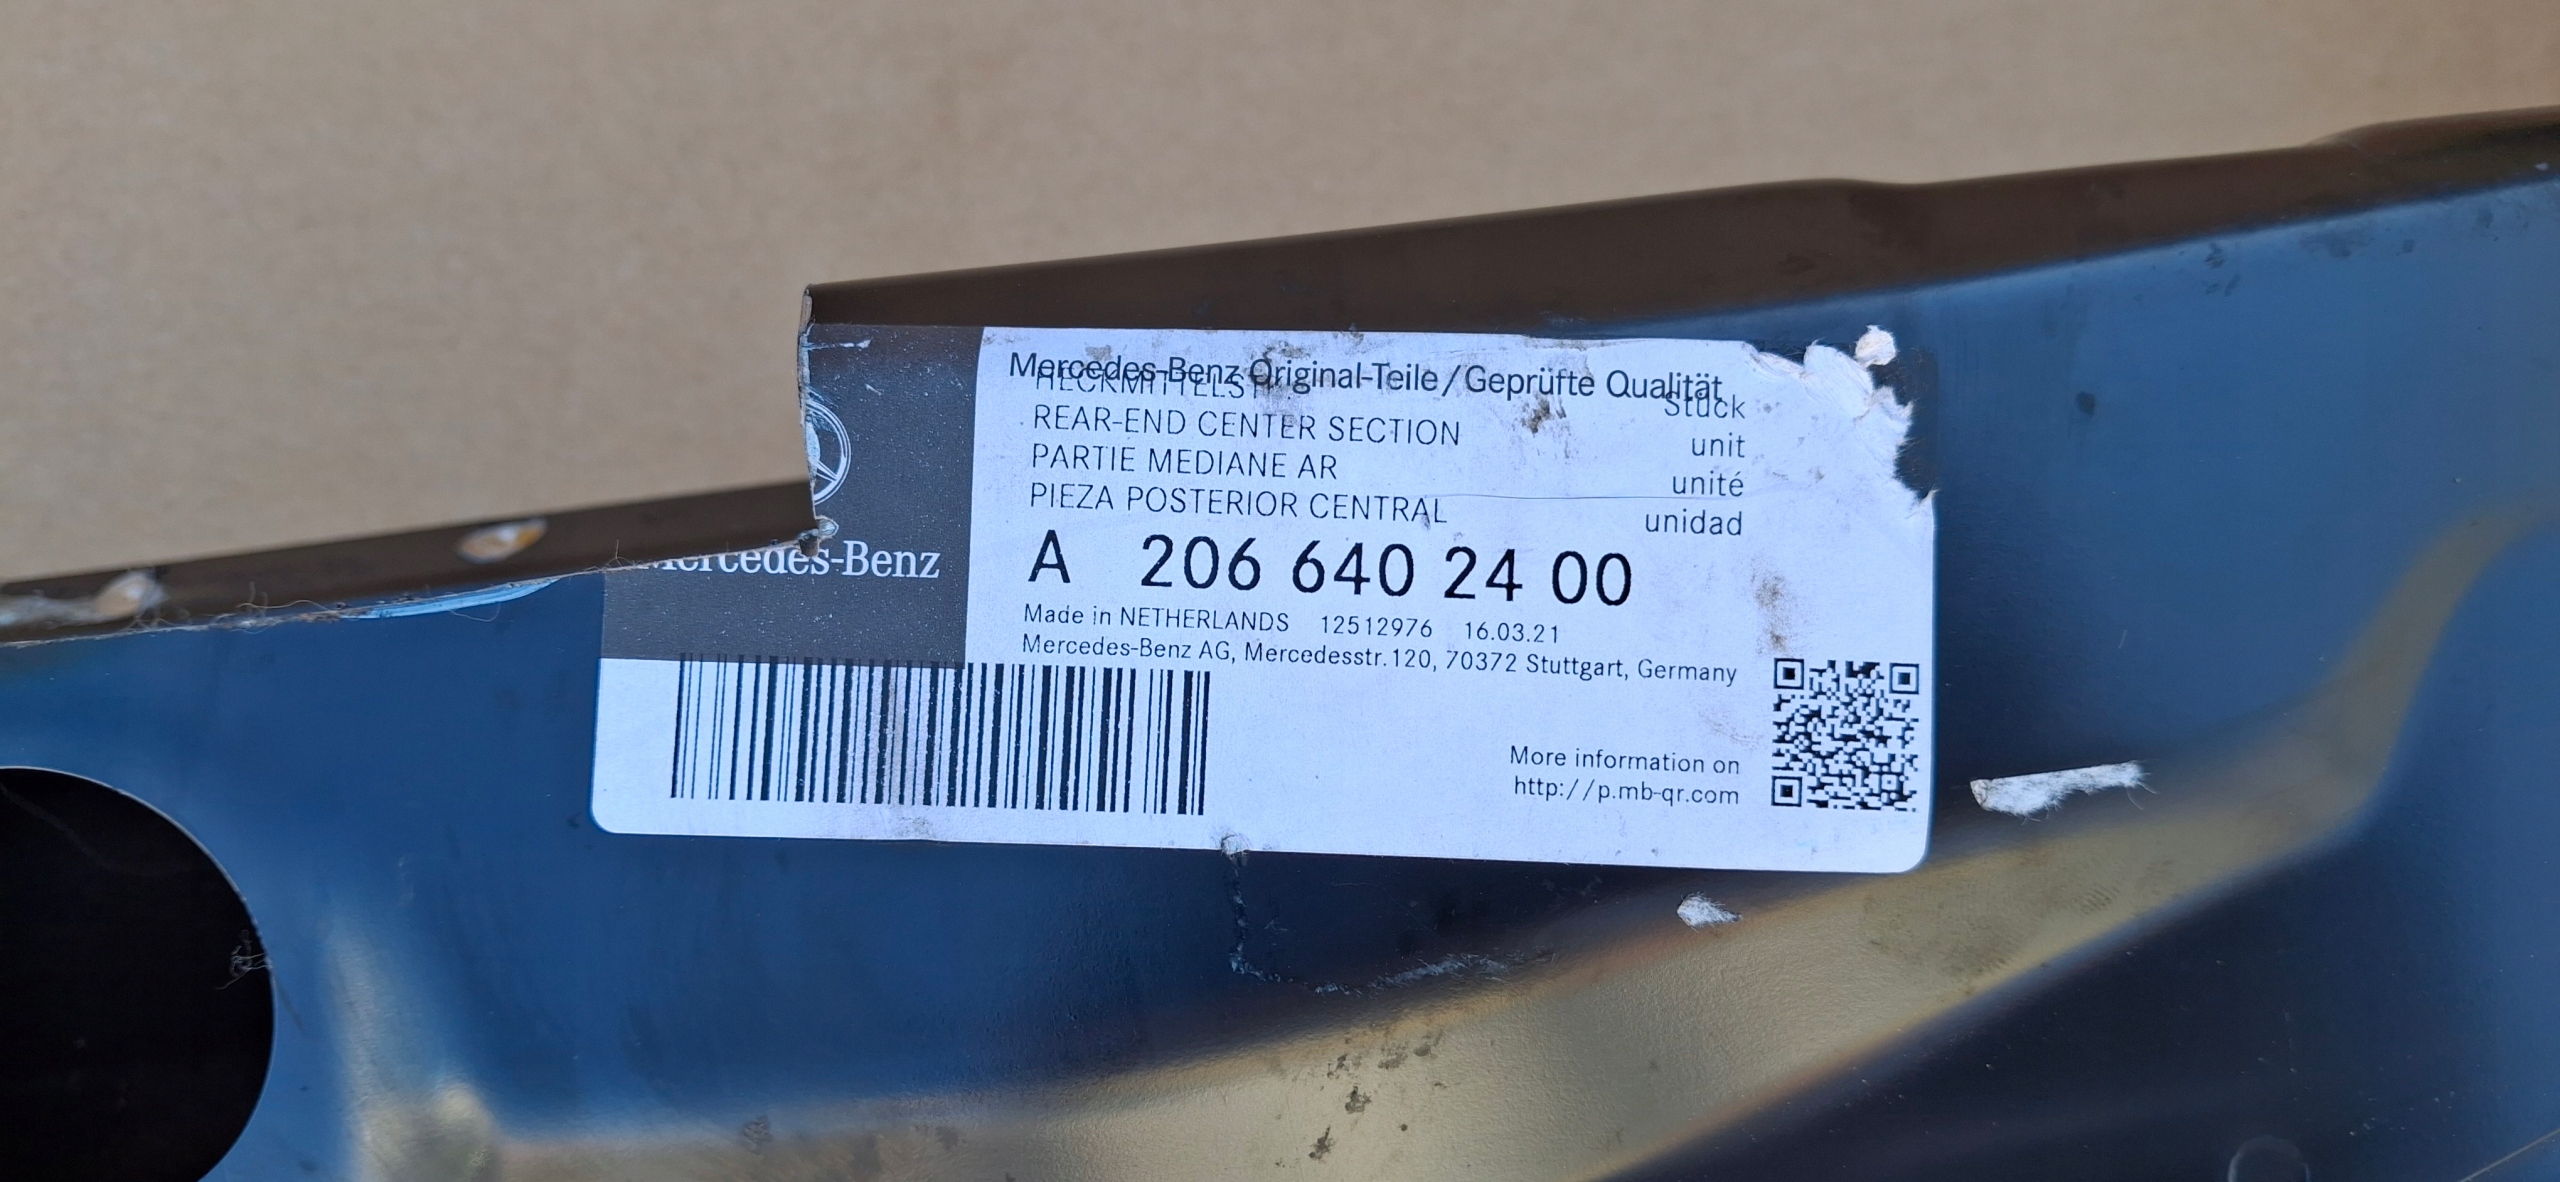 Mercedes-Benz Original-Teile/Geprüfte Qualität
HECKMITTELST
Stück
REAR-END CENTER SECTION
unit
PARTIE MEDIANE AR
unité
PIEZA POSTERIOR CENTRAL
unidad
A 206 640 24 00
Mercedes-Benz
Made in NETHERLANDS 12512976 16.03.21
Mercedes-Benz AG, Mercedesstr.120, 70372 Stuttgart, Germany
More information on
http://p.mb-qr.com